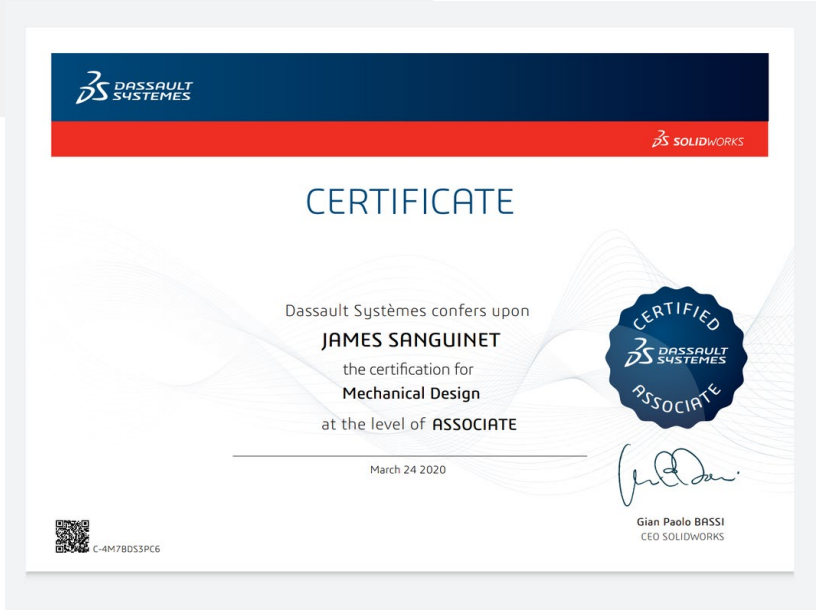 DASSAULT
SYSTEMES
SOLIDWORKS
CERTIFICATE
Dassault Systèmes confers upon
JAMES SANGUINET
the certification for
Mechanical Design
at the level of ASSOCIATE
March 24 2020
CERTIFIED
DASSAULT
SYSTEMES
ASSOCIATE
Gian Paolo BASSI
CEO SOLIDWORKS
C-4M7BDS3PC6